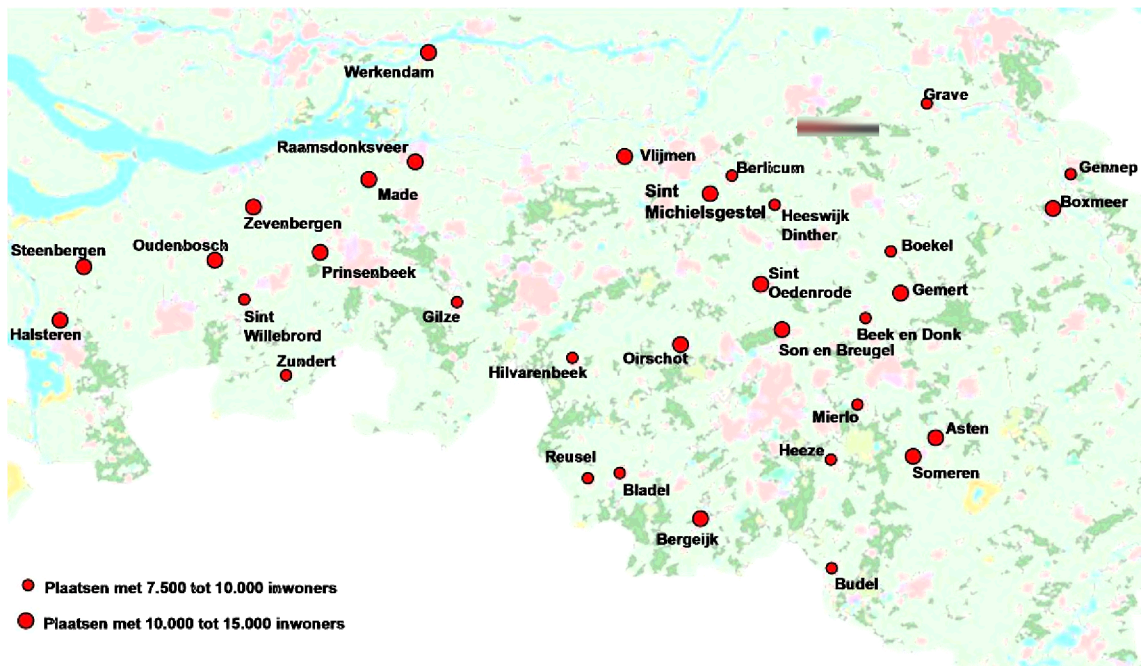 Werkendam
Grave
Raamsdonksveer
Vlijmen
Berlicum
Gennep
Made
Sint
Michielsgestel
Boxmeer
Zevenbergen
Heeswijk
Dinther
Steenbergen
Oudenbosch
Boekel
Prinsenbeek
Sint
Oedenrode
Gemert
Sint
Willebrord
Gilze
Halsteren
Beek en Donk
Son en Breugel
Zundert
Hilvarenbeek
Oirschot
Mierlo
Asten
Reusel
Heeze
Someren
Bladel
Bergeijk
Budel
Plaatsen met 7.500 tot 10.000 inwoners
Plaatsen met 10.000 tot 15.000 inwoners